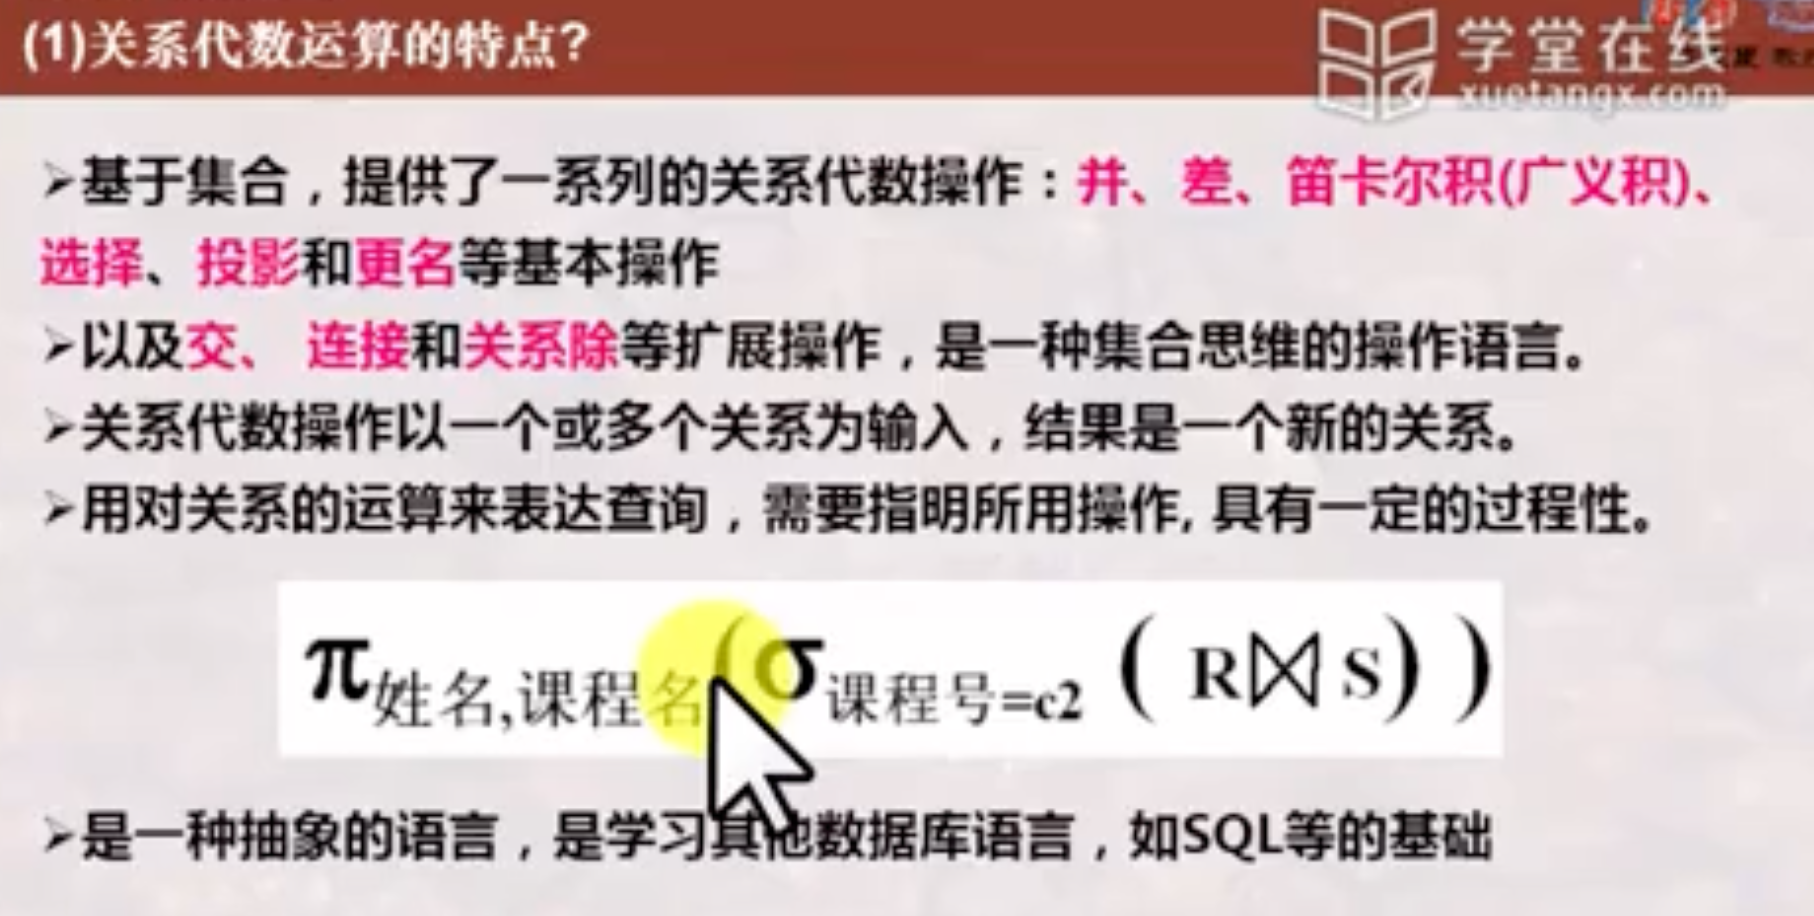 (1)关系代数运算的特点?
学堂在线
xuetangx.com
➢基于集合，提供了一系列的关系代数操作：并、差、笛卡尔积(广义积)、
选择、投影和更名等基本操作
➢以及交、 连接和关系除等扩展操作，是一种集合思维的操作语言。
➢关系代数操作以一个或多个关系为输入，结果是一个新的关系。
➢用对关系的运算来表达查询，需要指明所用操作, 具有一定的过程性。
π姓名,课程名(σ课程号=c2 ( R⋈S) )
➢是一种抽象的语言，是学习其他数据库语言，如SQL等的基础